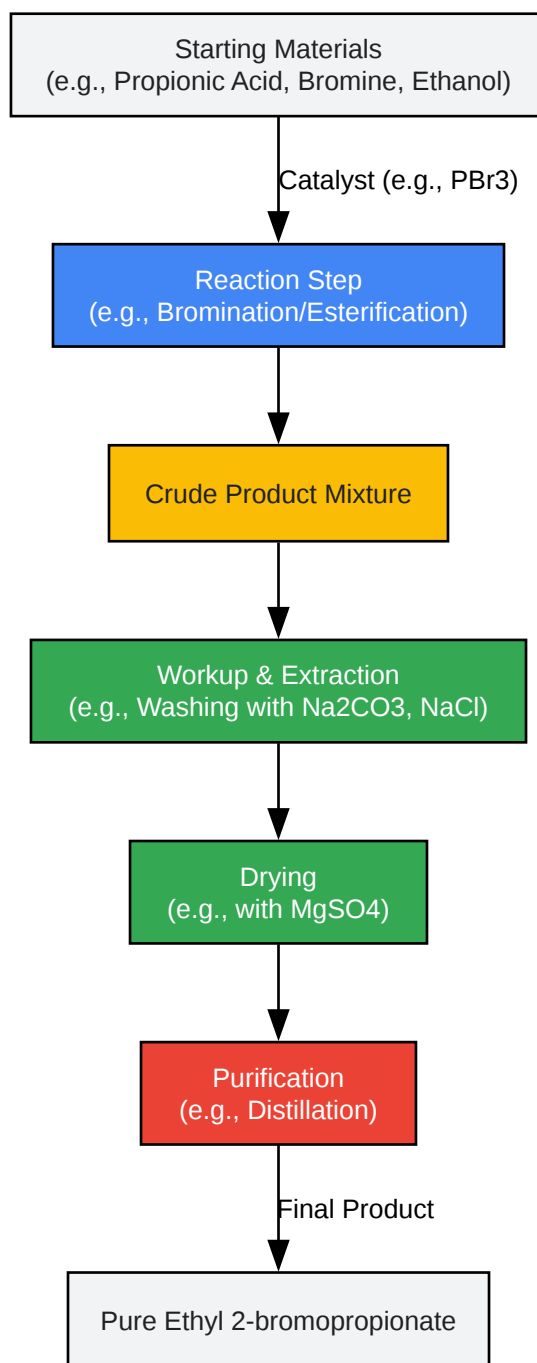 Starting Materials
(e.g., Propionic Acid, Bromine, Ethanol)
Catalyst (e.g., PBr3)
Reaction Step
(e.g., Bromination/Esterification)
Crude Product Mixture
Workup & Extraction
(e.g., Washing with Na2CO3, NaCl)
Drying
(e.g., with MgSO4)
Purification
(e.g., Distillation)
Final Product
Pure Ethyl 2-bromopropionate